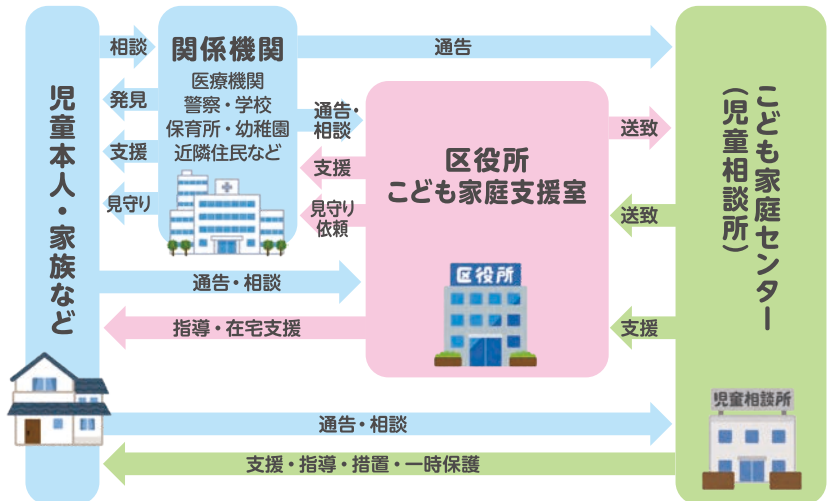 児童本人・家族など
相談
発見
支援
見守り
関係機関
医療機関
警察・学校
保育所・幼稚園
近隣住民など
通告
通告・
相談
支援
見守り
依頼
区役所
こども家庭支援室
区役所
送致
送致
支援
こども家庭センター
（児童相談所）
児童相談所
通告・相談
指導・在宅支援
通告・相談
支援・指導・措置・一時保護